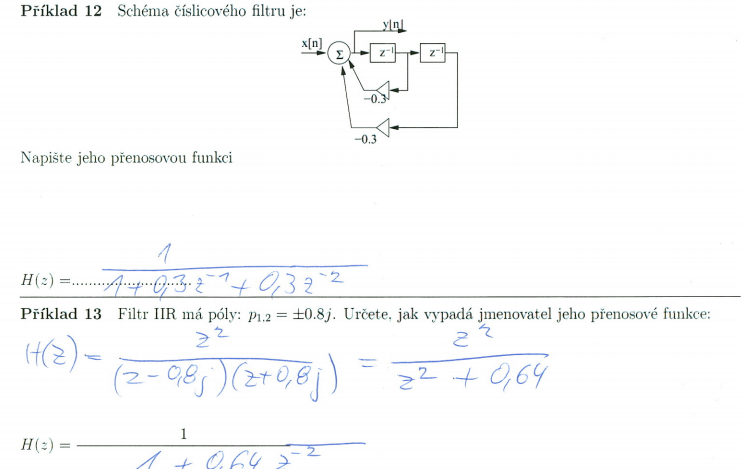 Příklad 12 Schéma číslicového filtru je:
y[n]
x[n] Σ z⁻¹ z⁻¹
−0.3
−0.3
Napište jeho přenosovou funkci
1
H(z) =..............................
1 + 0,3 z⁻¹ + 0,3 z⁻²
Příklad 13 Filtr IIR má póly: p₁,₂ = ±0.8j. Určete, jak vypadá jmenovatel jeho přenosové funkce:
H(z) = z² / (z − 0,8j)(z + 0,8j) = z² / z² + 0,64
1
H(z) =
1 + 0,64 z⁻²